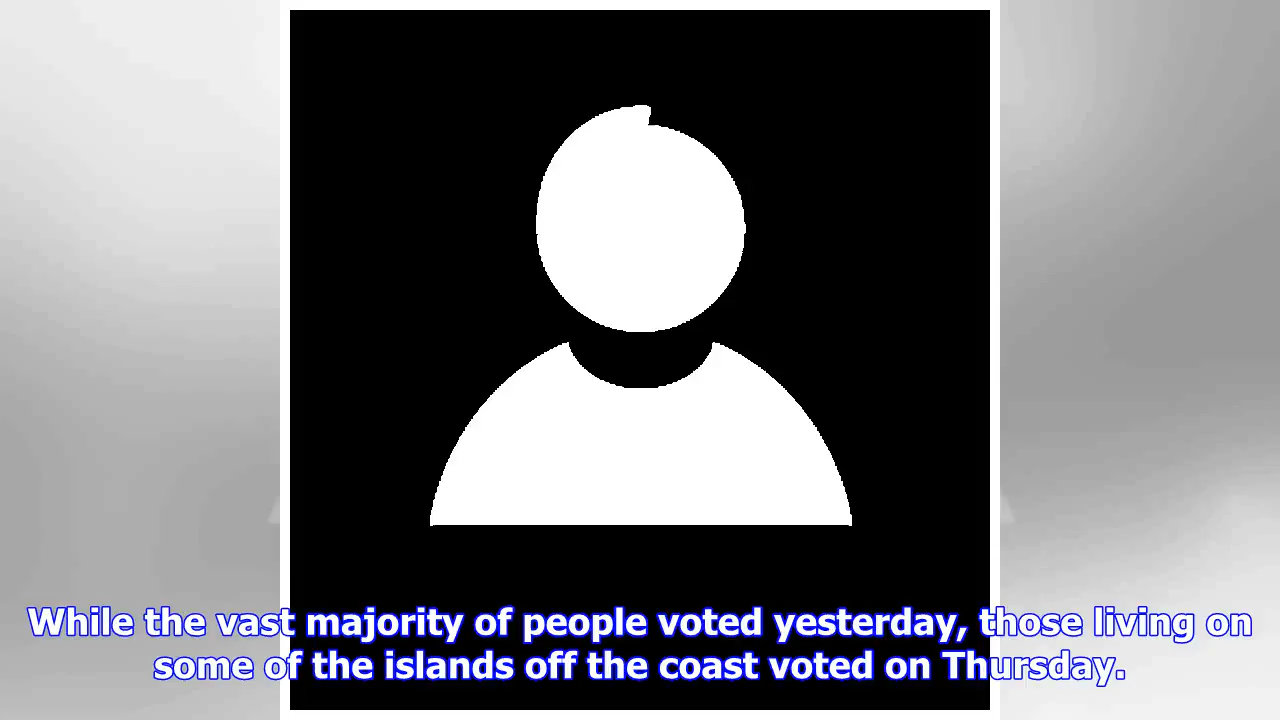 While the vast majority of people voted yesterday, those living on
some of the islands off the coast voted on Thursday.